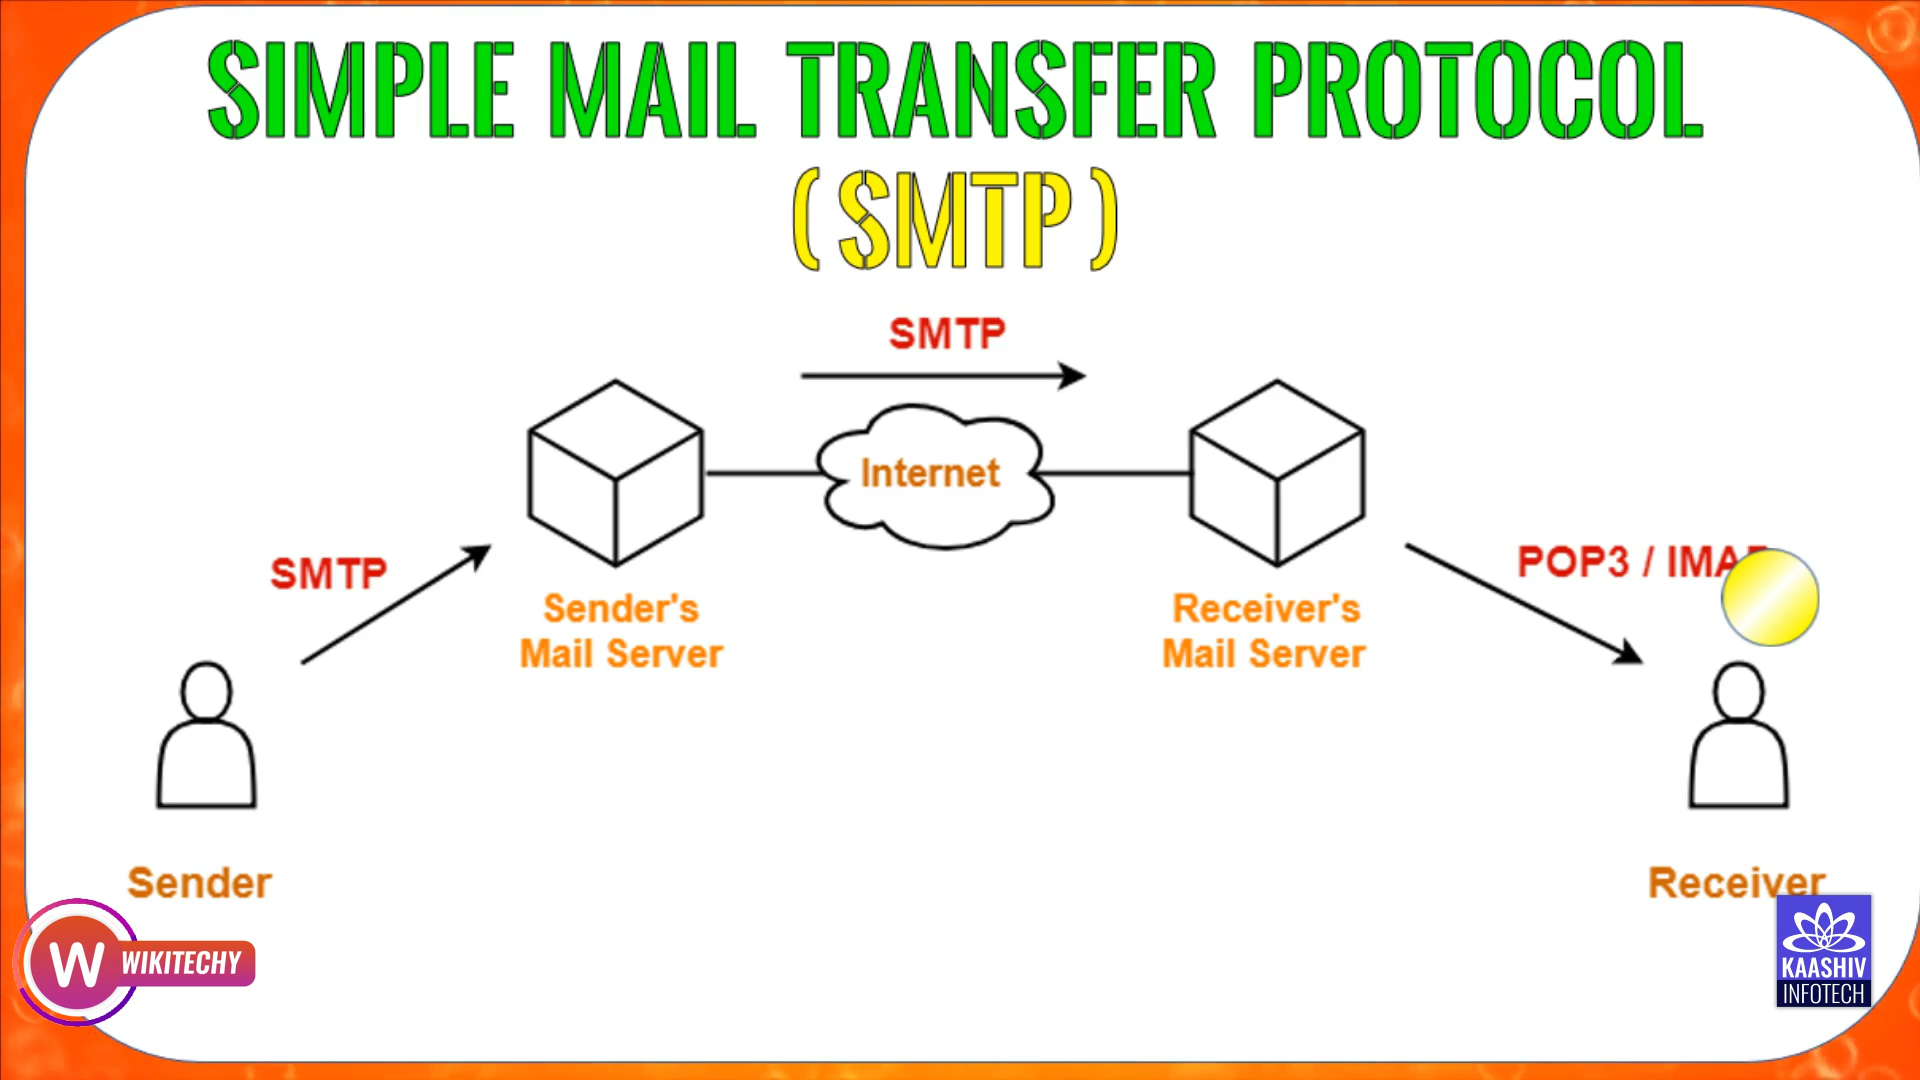 SIMPLE MAIL TRANSFER PROTOCOL
(SMTP)
SMTP
Internet
SMTP
POP3 /
Sender's
Mail Server
Receiver's
Mail Server
Sender
Receiver
W WIKITECHY
KAASHIV
INFOTECH